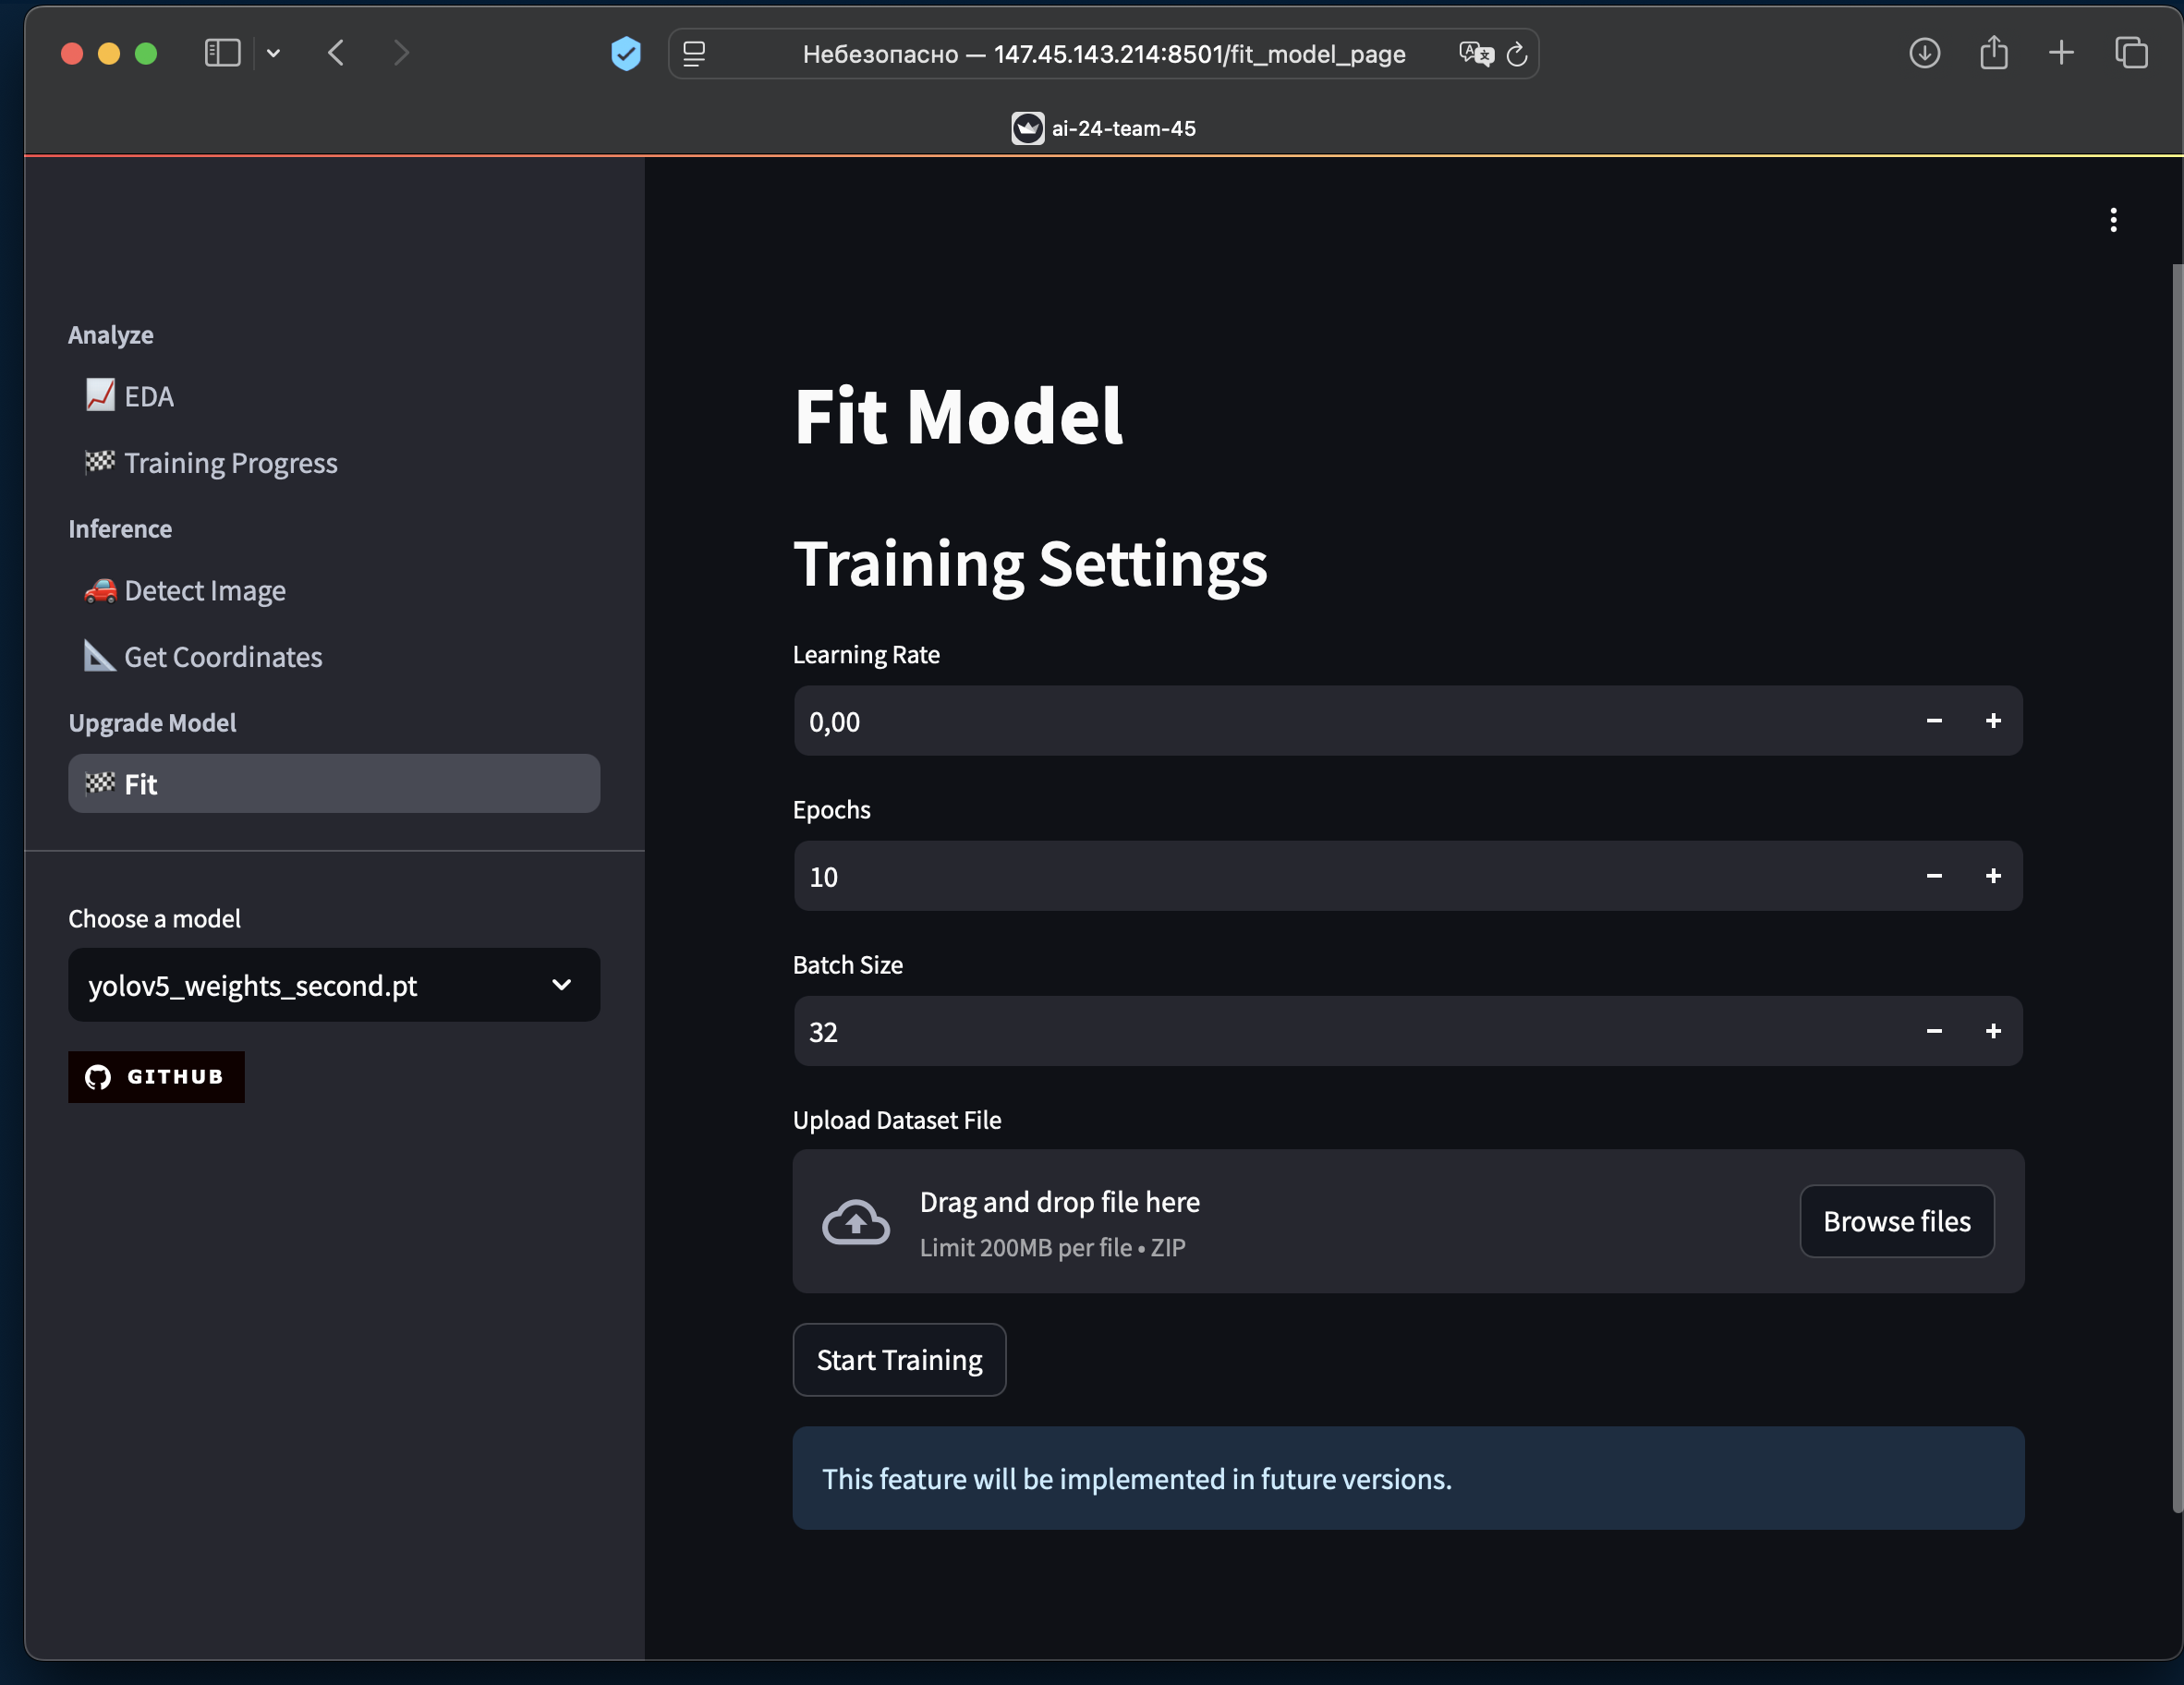 Небезопасно — 147.45.143.214:8501/fit_model_page
ai-24-team-45
Analyze
EDA
Training Progress
Inference
Detect Image
Get Coordinates
Upgrade Model
Fit
Choose a model
yolov5_weights_second.pt
GITHUB
Fit Model
Training Settings
Learning Rate
0,00
Epochs
10
Batch Size
32
Upload Dataset File
Drag and drop file here
Limit 200MB per file • ZIP
Browse files
Start Training
This feature will be implemented in future versions.